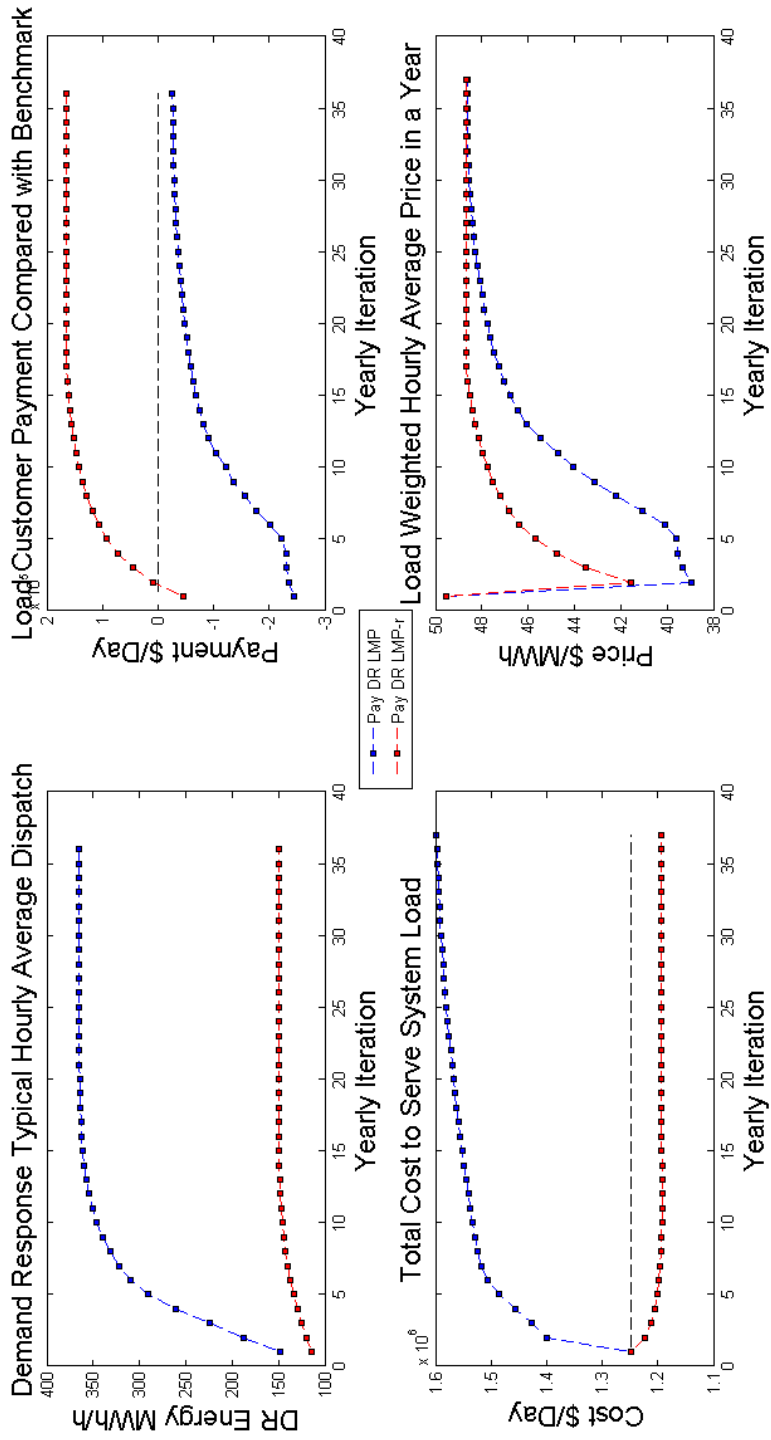 Demand Response Typical Hourly Average Dispatch
400
350
300
250
200
150
100
DR Energy MWh/h
0 5 10 15 20 25 30 35 40
Yearly Iteration
Load Customer Payment Compared with Benchmark
x 10⁵
2
1
0
-1
-2
-3
Payment $/Day
0 5 10 15 20 25 30 35 40
Yearly Iteration
Pay DR LMP
Pay DR LMP-r
Total Cost to Serve System Load
x 10⁶
1.6
1.5
1.4
1.3
1.2
1.1
Cost $/Day
0 5 10 15 20 25 30 35 40
Yearly Iteration
Load Weighted Hourly Average Price in a Year
50
48
46
44
42
40
38
Price $/MWh
0 5 10 15 20 25 30 35 40
Yearly Iteration